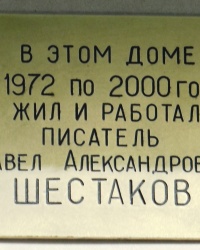 В ЭТОМ ДОМЕ
1972 по 2000 го
ЖИЛ И РАБОТАЛ
ПИСАТЕЛЬ
АВЕЛ АЛЕКСАНДРОВ
ШЕСТАКОВ